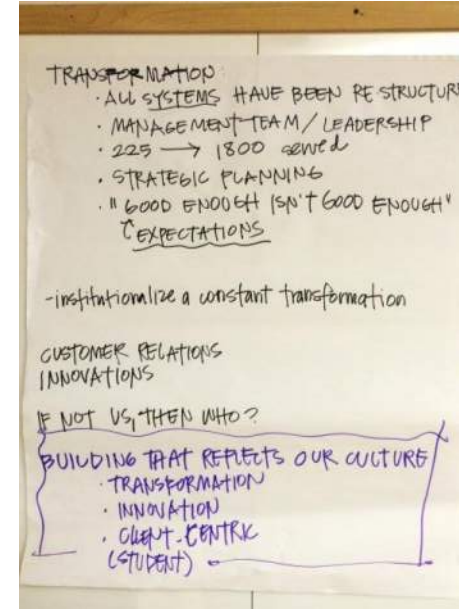 TRANSFORMATION
· ALL SYSTEMS HAVE BEEN RESTRUCTURE
· MANAGEMENT TEAM / LEADERSHIP
· 225 → 1800 served
· STRATEGIC PLANNING
· "GOOD ENOUGH ISN'T GOOD ENOUGH"
↑ EXPECTATIONS
-institutionalize a constant transformation
CUSTOMER RELATIONS
INNOVATIONS
IF NOT US, THEN WHO?
BUILDING THAT REFLECTS OUR CULTURE
· TRANSFORMATION
· INNOVATION
· CLIENT-CENTRIC
(STUDENT)